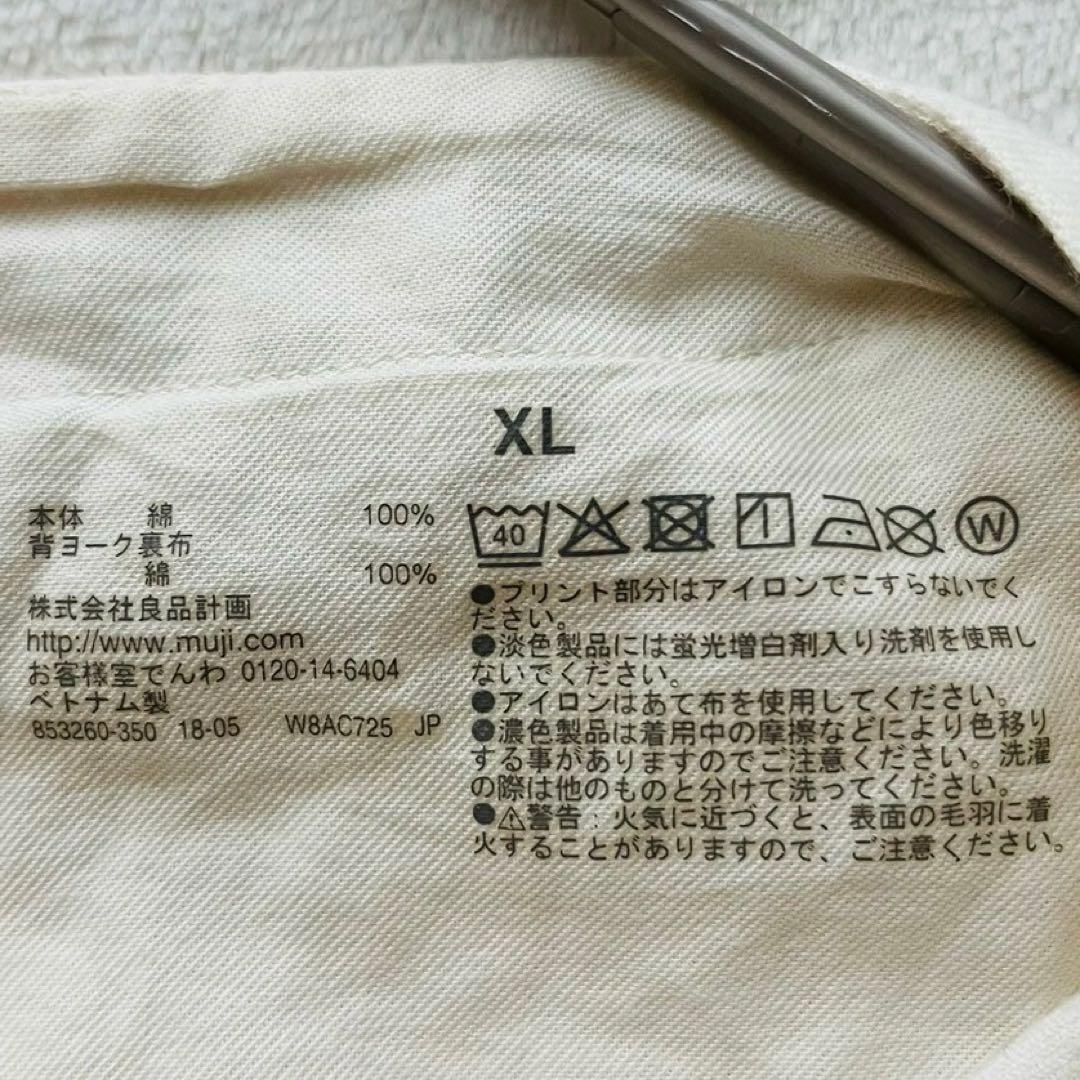 XL
本体 綿 100%
背ヨーク裏布
綿 100%
株式会社良品計画
http://www.muji.com
お客様室でんわ 0120-14-6404
ベトナム製
853260-350 18-05 W8AC725 JP
40 W
●プリント部分はアイロンでこすらないでく
ださい。
●淡色製品には蛍光増白剤入り洗剤を使用し
ないでください。
●アイロンはあて布を使用してください。
●濃色製品は着用中の摩擦などにより色移り
する事がありますのでご注意ください。洗濯
の際は他のものと分けて洗ってください。
●⚠警告：火気に近づくと、表面の毛羽に着
火することがありますので、ご注意ください。